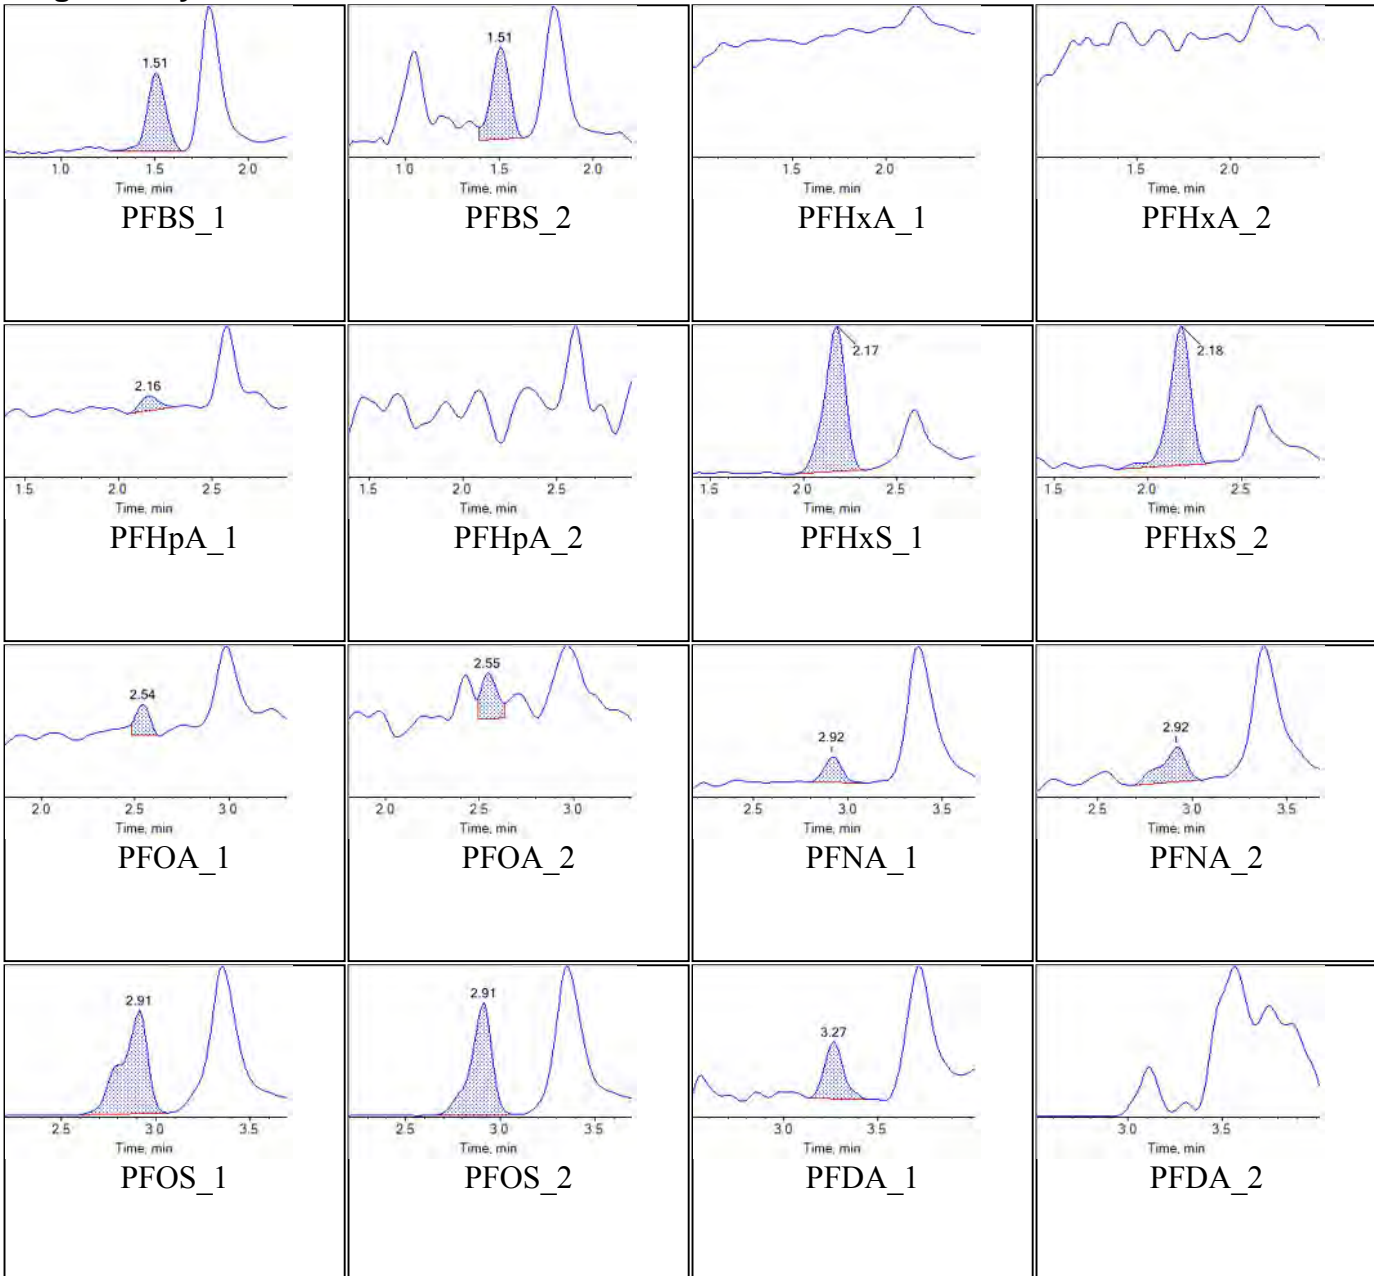 1.51
1.0 1.5 2.0
Time, min
PFBS_1
1.51
1.0 1.5 2.0
Time, min
PFBS_2
1.5 2.0
Time, min
PFHxA_1
1.5 2.0
Time, min
PFHxA_2
2.16
1.5 2.0 2.5
Time, min
PFHpA_1
1.5 2.0 2.5
Time, min
PFHpA_2
2.17
1.5 2.0 2.5
Time, min
PFHxS_1
2.18
1.5 2.0 2.5
Time, min
PFHxS_2
2.54
2.0 2.5 3.0
Time, min
PFOA_1
2.55
2.0 2.5 3.0
Time, min
PFOA_2
2.92
2.5 3.0 3.5
Time, min
PFNA_1
2.92
2.5 3.0 3.5
Time, min
PFNA_2
2.91
2.5 3.0 3.5
Time, min
PFOS_1
2.91
2.5 3.0 3.5
Time, min
PFOS_2
3.27
3.0 3.5
Time, min
PFDA_1
3.0 3.5
Time, min
PFDA_2